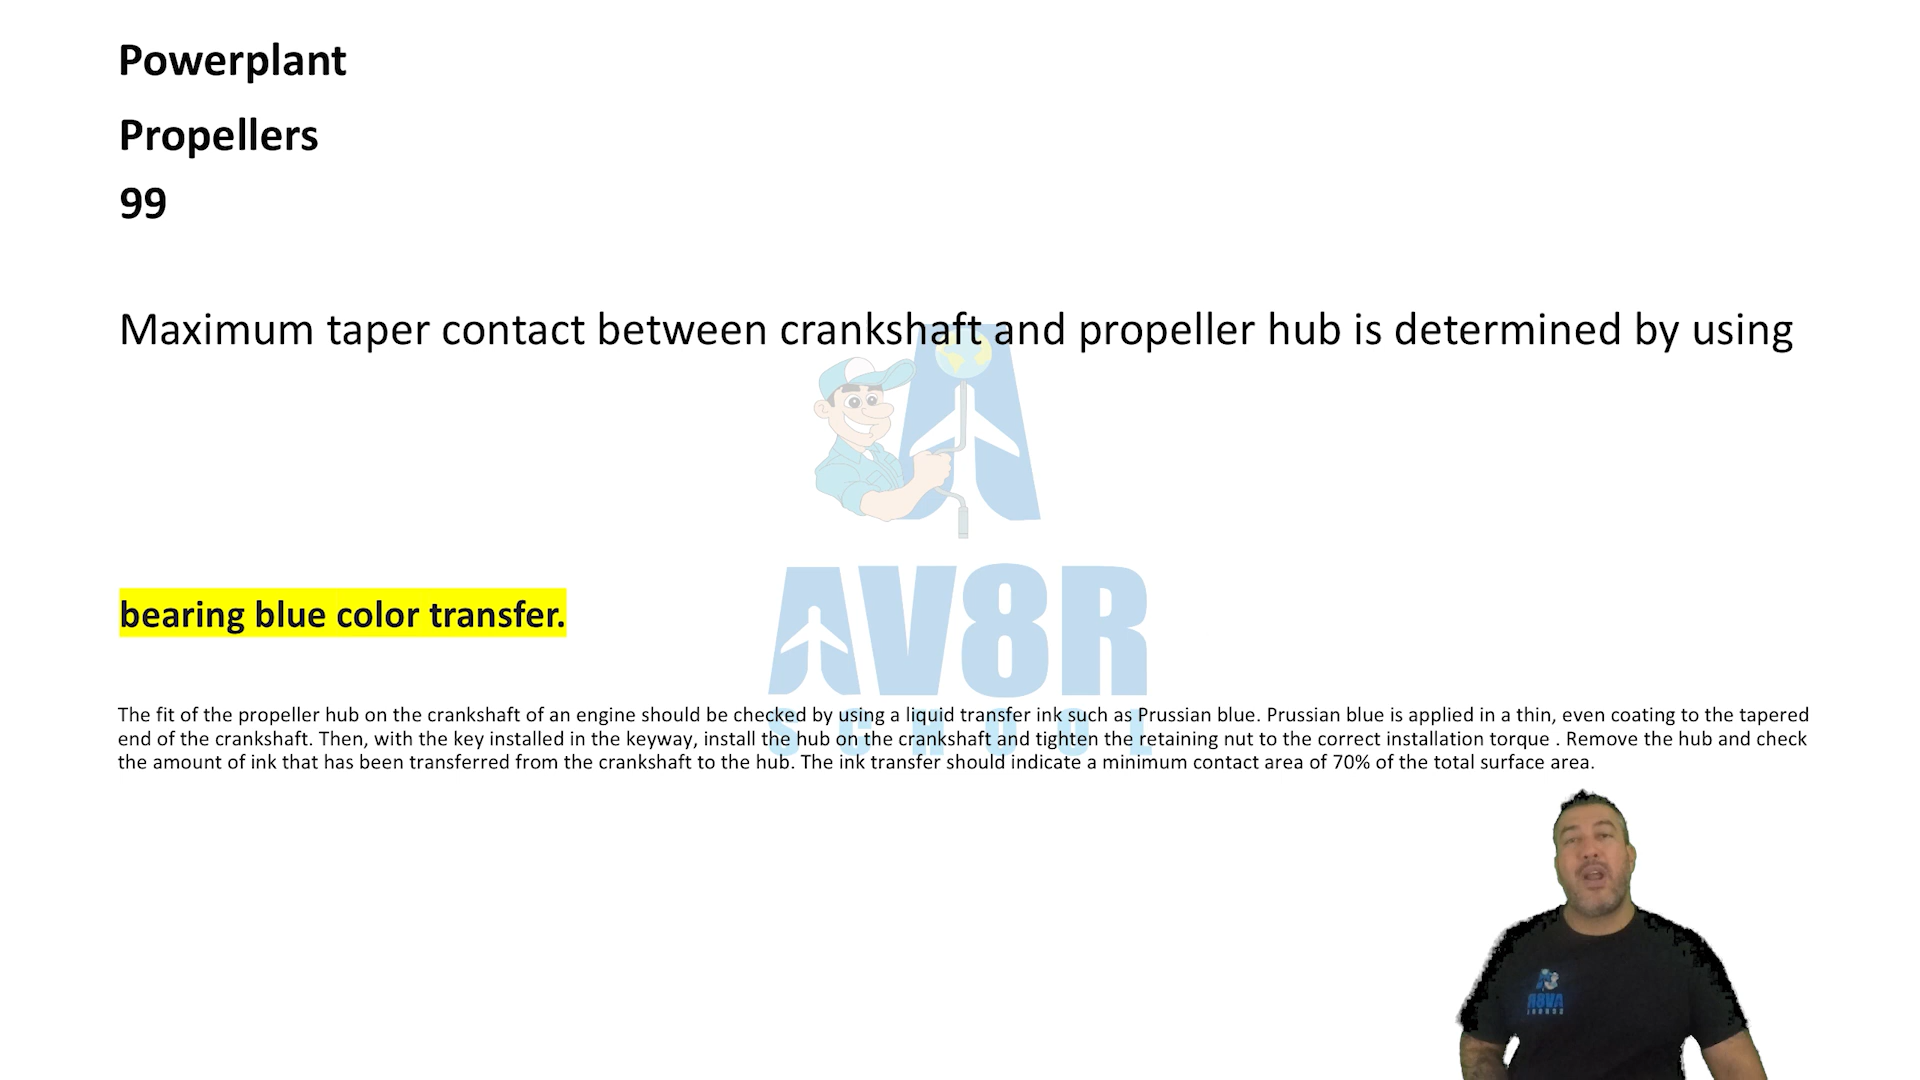 Powerplant
Propellers
99
Maximum taper contact between crankshaft and propeller hub is determined by using
bearing blue color transfer.
AV8R
SCHOOL
The fit of the propeller hub on the crankshaft of an engine should be checked by using a liquid transfer ink such as Prussian blue. Prussian blue is applied in a thin, even coating to the tapered
end of the crankshaft. Then, with the key installed in the keyway, install the hub on the crankshaft and tighten the retaining nut to the correct installation torque . Remove the hub and check
the amount of ink that has been transferred from the crankshaft to the hub. The ink transfer should indicate a minimum contact area of 70% of the total surface area.